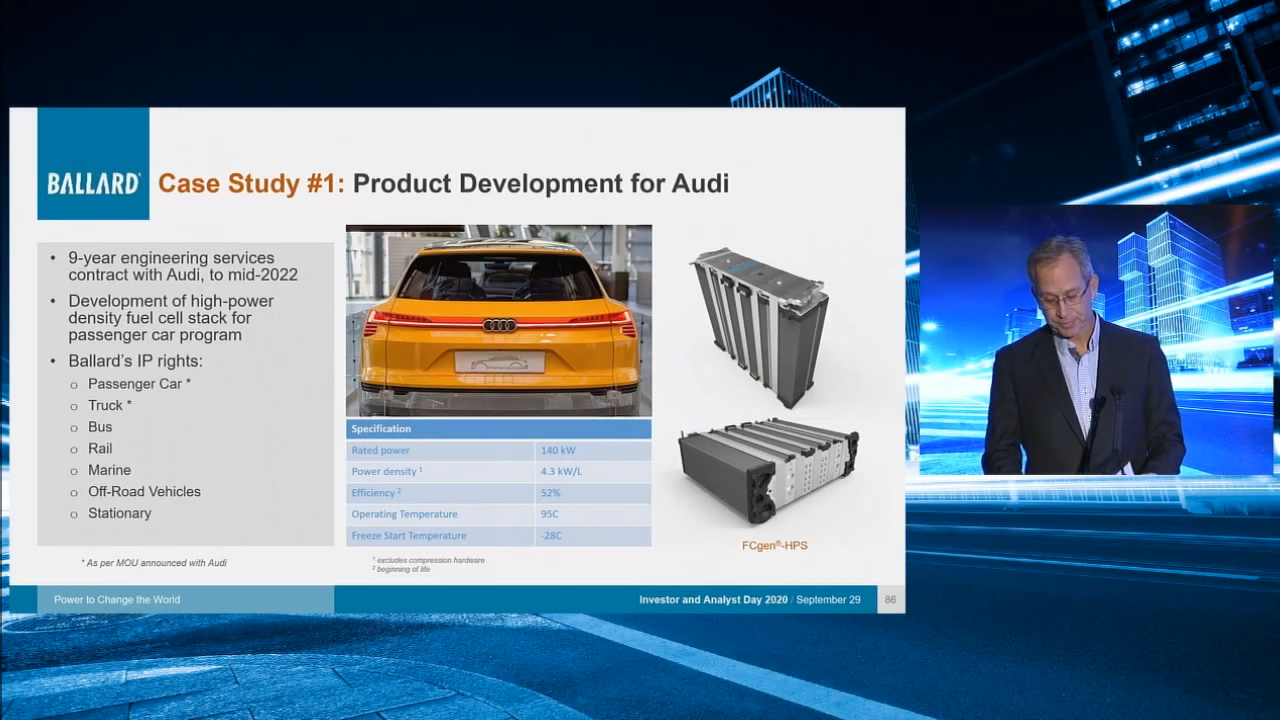 BALLARD®
Case Study #1: Product Development for Audi
• 9-year engineering services
contract with Audi, to mid-2022
• Development of high-power
density fuel cell stack for
passenger car program
• Ballard's IP rights:
o Passenger Car *
o Truck *
o Bus
o Rail
o Marine
o Off-Road Vehicles
o Stationary
* As per MOU announced with Audi
Specification
Rated power 140 kW
Power density ¹ 4.3 kW/L
Efficiency ² 52%
Operating Temperature 95C
Freeze Start Temperature -28C
¹ excludes compression hardware
² beginning of life
FCgen®-HPS
Power to Change the World
Investor and Analyst Day 2020 / September 29
86